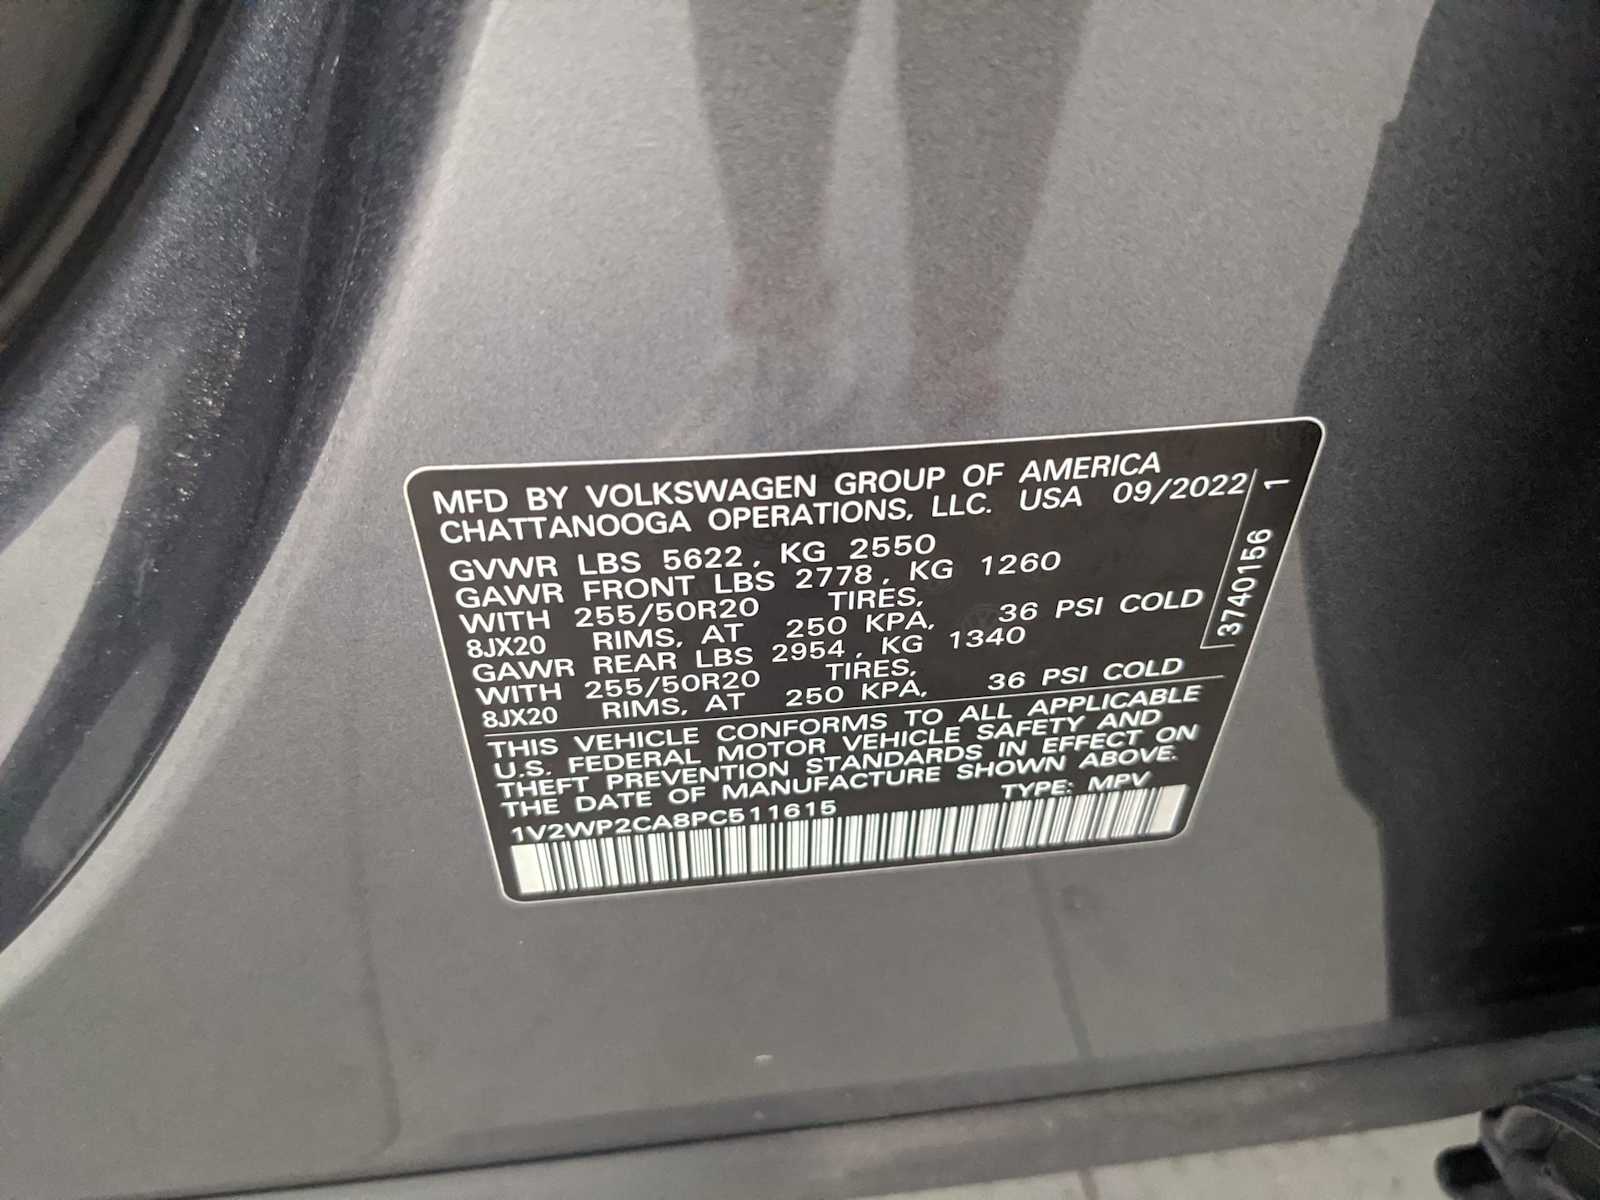 MFD BY VOLKSWAGEN GROUP OF AMERICA
CHATTANOOGA OPERATIONS, LLC. USA 09/2022
GVWR LBS 5622, KG 2550
GAWR FRONT LBS 2778, KG 1260
WITH 255/50R20 TIRES,
8JX20 RIMS, AT 250 KPA, 36 PSI COLD
GAWR REAR LBS 2954, KG 1340
WITH 255/50R20 TIRES,
8JX20 RIMS, AT 250 KPA, 36 PSI COLD
THIS VEHICLE CONFORMS TO ALL APPLICABLE
U.S. FEDERAL MOTOR VEHICLE SAFETY AND
THEFT PREVENTION STANDARDS IN EFFECT ON
THE DATE OF MANUFACTURE SHOWN ABOVE.
1V2WP2CA8PC511615 TYPE: MPV
3740156 1